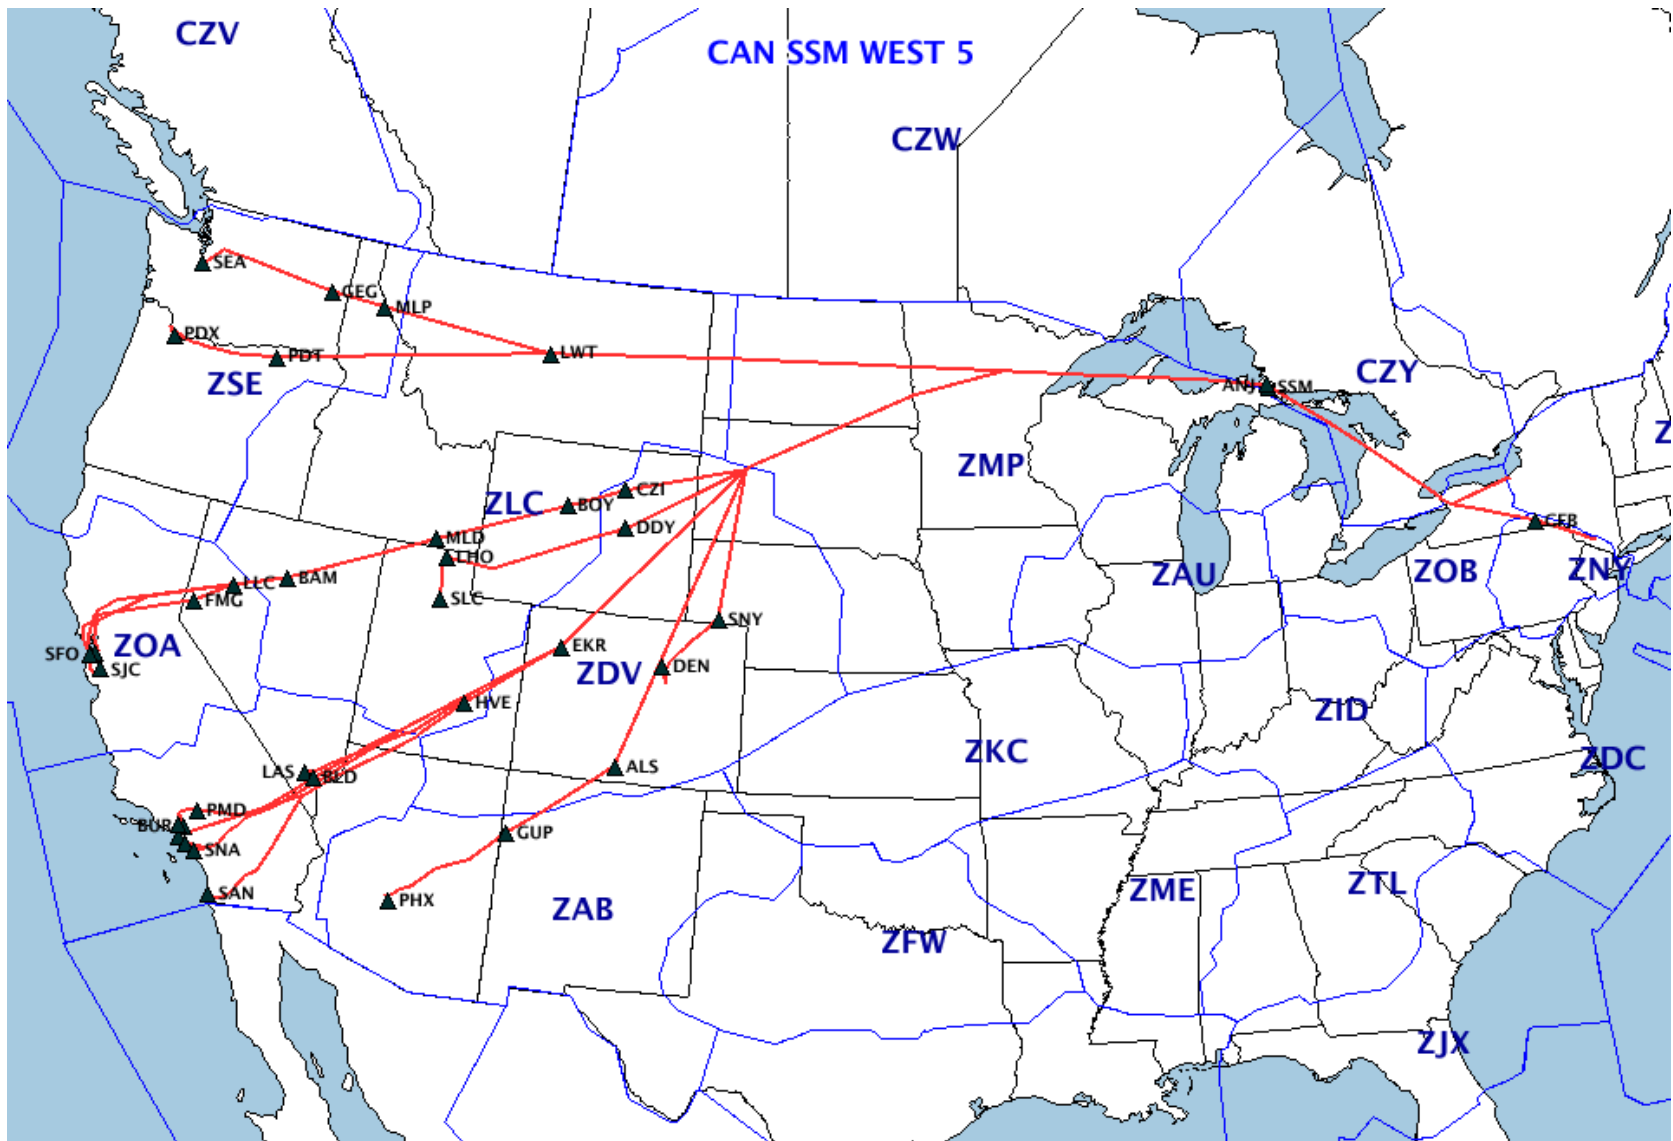 CZV
CAN SSM WEST 5
CZW
SEA
GEG
MLP
PDX
PDT
LWT
ZSE
ANJ
SSM
CZY
Z
ZMP
CZI
ZLC
BOY
DDY
CFB
MLD
LHO
ZAU
ZOB
ZNY
LLC
BAM
FMG
SLC
SNY
SFO
ZOA
SJC
EKR
ZDV
DEN
HVE
ZID
ZKC
ZDC
LAS
BLD
ALS
PMD
BUR
GUP
SNA
SAN
PHX
ZAB
ZME
ZTL
ZFW
ZJX